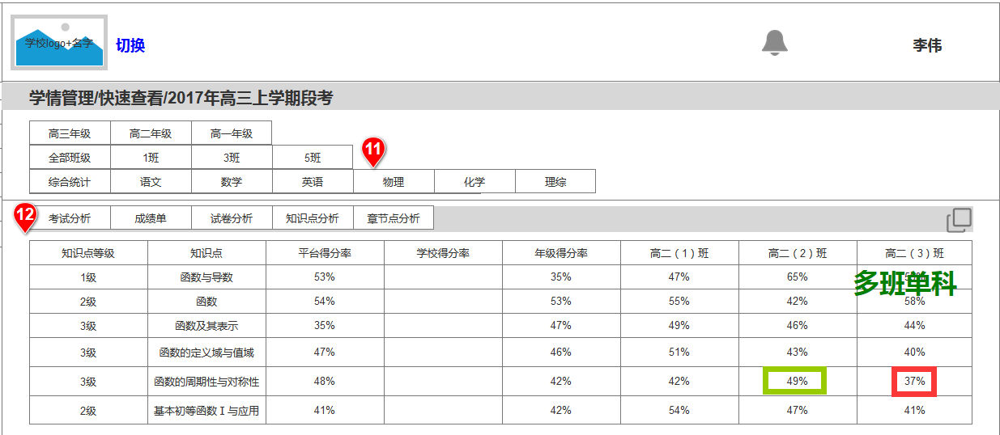 学校logo+名字
切换
李伟
学情管理/快速查看/2017年高三上学期段考
高三年级 高二年级 高一年级
全部班级 1班 3班 5班
11
综合统计 语文 数学 英语 物理 化学 理综
12
考试分析 成绩单 试卷分析 知识点分析 章节点分析
知识点等级 知识点 平台得分率 学校得分率 年级得分率 高二（1）班 高二（2）班 高二（3）班
1级 函数与导数 53% 35% 47% 65%
多班单科
2级 函数 54% 53% 55% 42% 58%
3级 函数及其表示 35% 47% 49% 46% 44%
3级 函数的定义域与值域 47% 46% 51% 43% 40%
3级 函数的周期性与对称性 48% 42% 42% 49% 37%
2级 基本初等函数Ⅰ与应用 41% 42% 54% 47% 41%